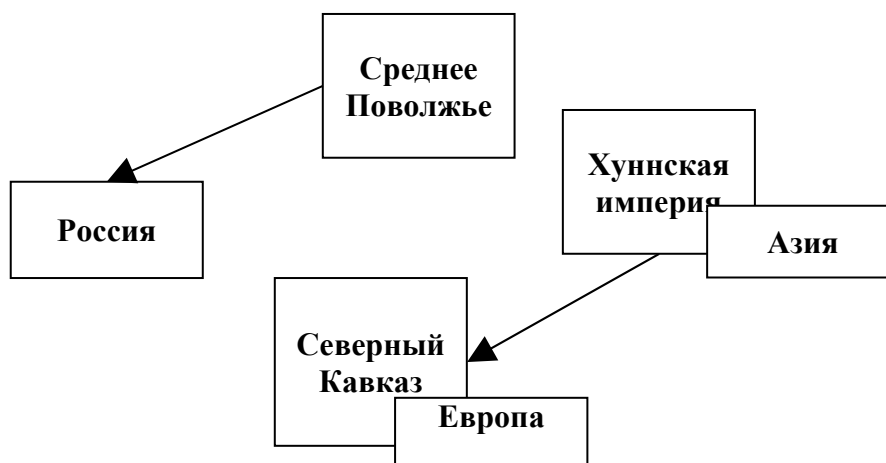 Среднее
Поволжье
Хуннская
империя
Россия
Азия
Северный
Кавказ
Европа